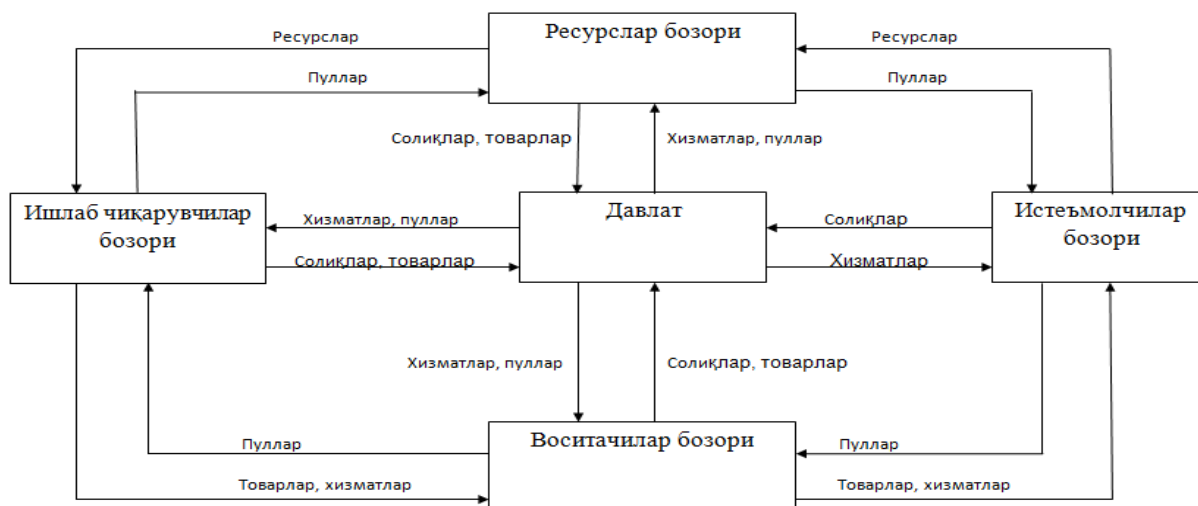 Ресурслар бозори
Ресурслар
Ресурслар
Пуллар
Пуллар
Солиқлар, товарлар
Хизматлар, пуллар
Ишлаб чиқарувчилар
бозори
Хизматлар, пуллар
Солиқлар, товарлар
Давлат
Солиқлар
Хизматлар
Истеъмолчилар
бозори
Хизматлар, пуллар
Солиқлар, товарлар
Пуллар
Воситачилар бозори
Пуллар
Товарлар, хизматлар
Товарлар, хизматлар